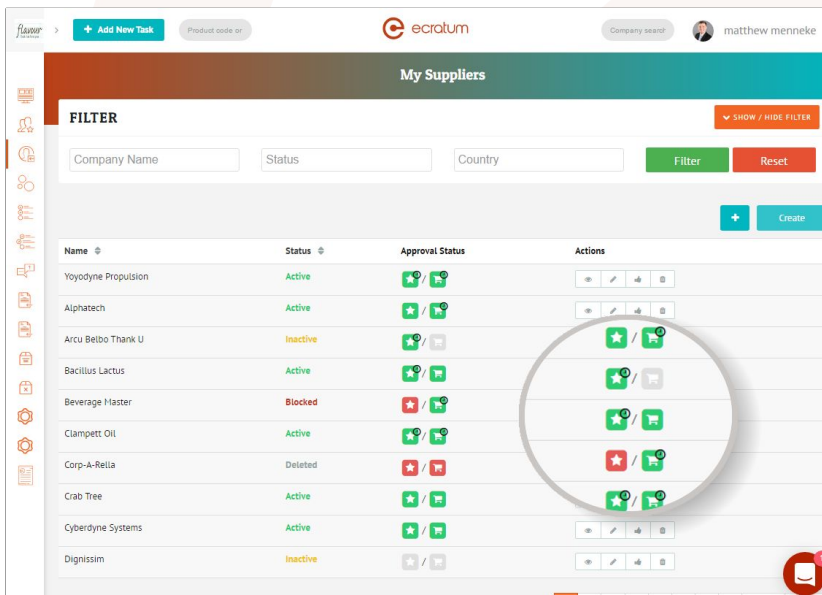 flavour
+ Add New Task
Product code or
ecratum
Company search
matthew menneke
My Suppliers
FILTER
SHOW / HIDE FILTER
Company Name
Status
Country
Filter
Reset
+
Create
Name
Status
Approval Status
Actions
Yoyodyne Propulsion
Active
/
Alphatech
Active
/
Arcu Belbo Thank U
Inactive
/
Bacillus Lactus
Active
/
Beverage Master
Blocked
/
Clampett Oil
Active
/
Corp-A-Rella
Deleted
/
Crab Tree
Active
/
Cyberdyne Systems
Active
/
Dignissim
Inactive
/
/
/
/
/
/